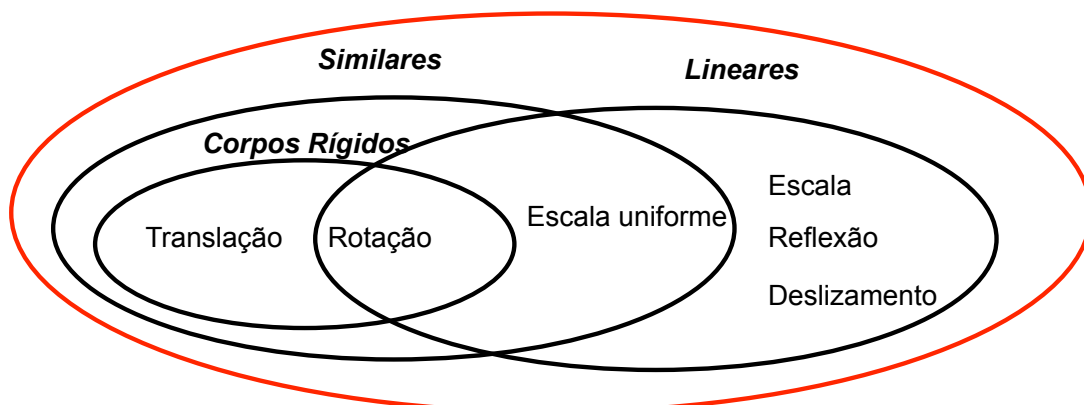 Similares
Lineares
Corpos Rígidos
Escala
Translação
Rotação
Escala uniforme
Reflexão
Deslizamento